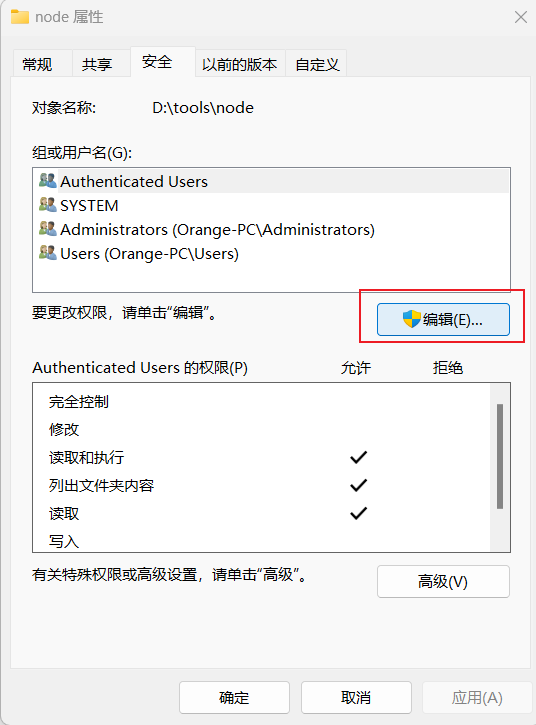 node 属性
常规 共享 安全 以前的版本 自定义
对象名称: D:\tools\node
组或用户名(G):
Authenticated Users
SYSTEM
Administrators (Orange-PC\Administrators)
Users (Orange-PC\Users)
要更改权限，请单击“编辑”。
编辑(E)...
Authenticated Users 的权限(P) 允许 拒绝
完全控制
修改
读取和执行
列出文件夹内容
读取
写入
有关特殊权限或高级设置，请单击“高级”。
高级(V)
确定 取消 应用(A)